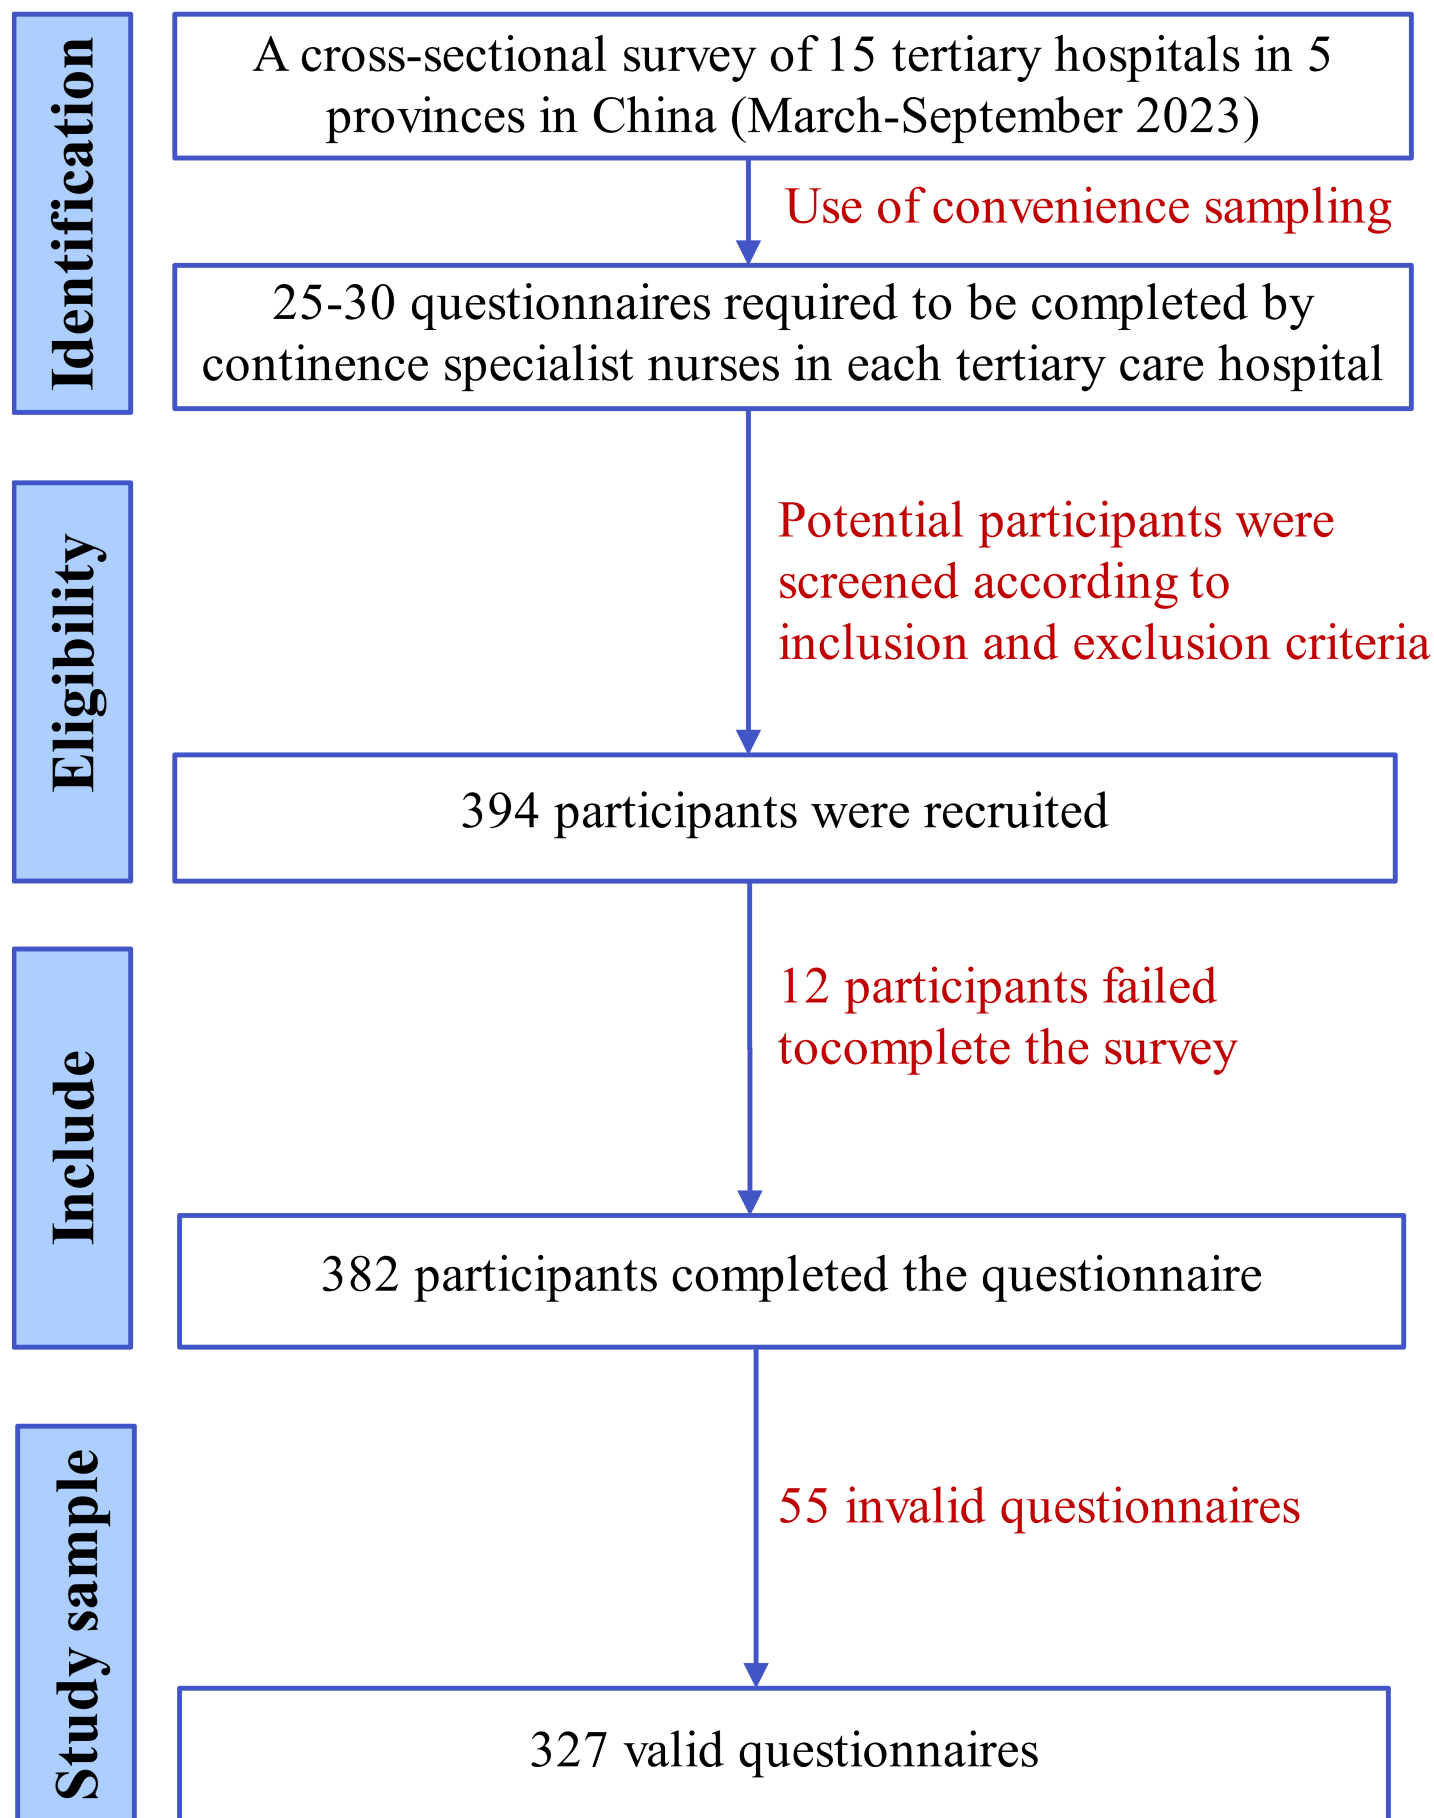 Identification
A cross-sectional survey of 15 tertiary hospitals in 5
provinces in China (March-September 2023)
Use of convenience sampling
25-30 questionnaires required to be completed by
continence specialist nurses in each tertiary care hospital
Eligibility
Potential participants were
screened according to
inclusion and exclusion criteria
394 participants were recruited
Include
12 participants failed
tocomplete the survey
382 participants completed the questionnaire
Study sample
55 invalid questionnaires
327 valid questionnaires